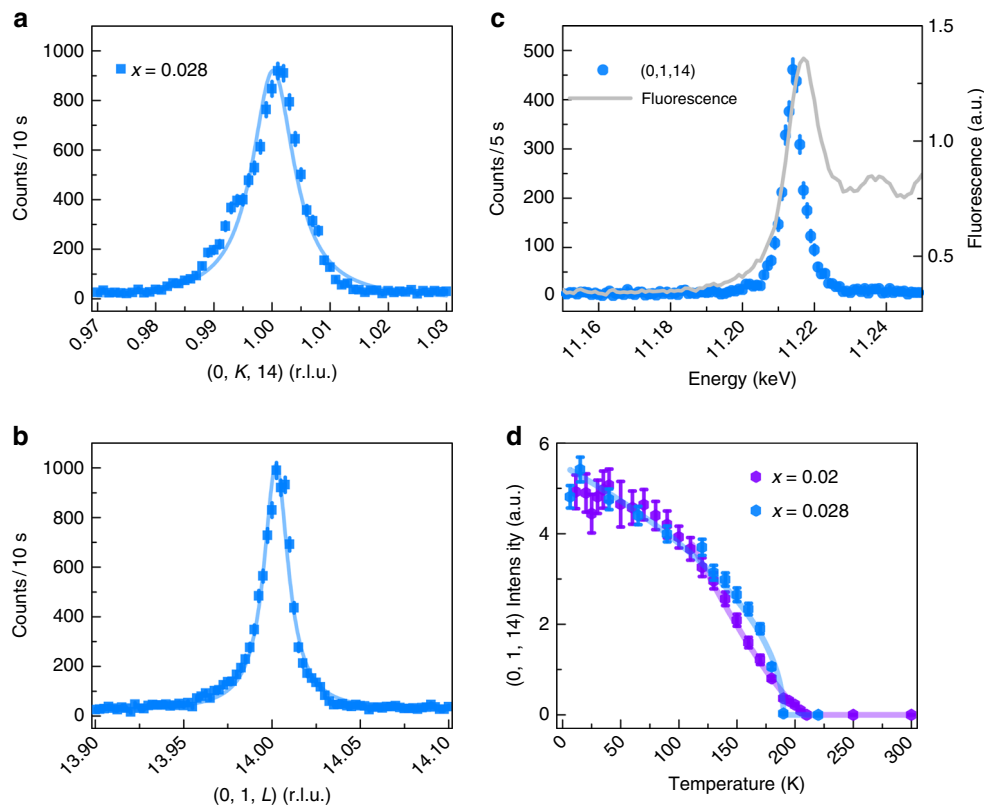 a
1000
800
600
400
200
0
Counts/10 s
x = 0.028
0.97
0.98
0.99
1.00
1.01
1.02
1.03
(0, K, 14) (r.l.u.)
c
500
400
300
200
100
0
Counts/ 5 s
(0,1,14)
Fluorescence
1.5
1.0
0.5
Fluorescence (a.u.)
11.16
11.18
11.20
11.22
11.24
Energy (keV)
b
1000
800
600
400
200
0
Counts/10 s
13.90
13.95
14.00
14.05
14.10
(0, 1, L) (r.l.u.)
d
6
4
2
0
(0, 1, 14) Intens ity (a.u.)
x = 0.02
x = 0.028
0
50
100
150
200
250
300
Temperature (K)